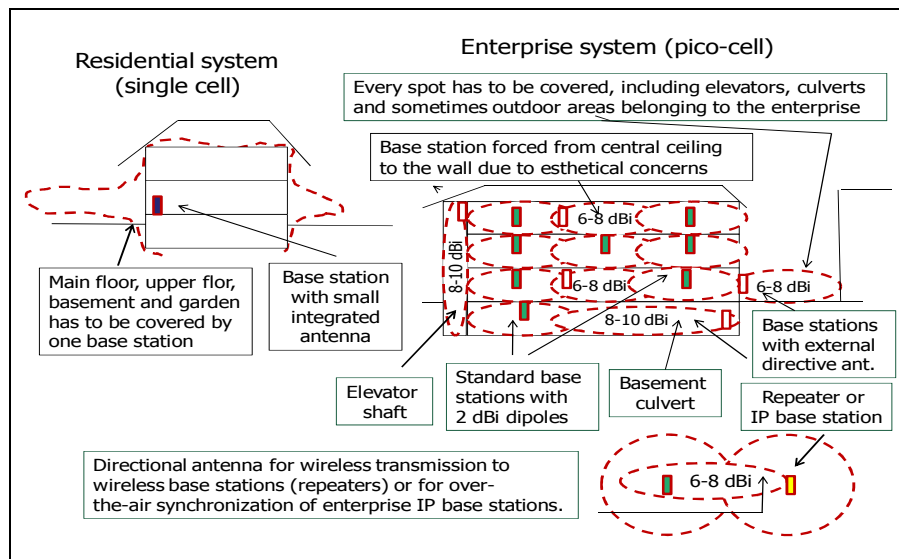 Residential system
(single cell)
Enterprise system (pico-cell)
Every spot has to be covered, including elevators, culverts
and sometimes outdoor areas belonging to the enterprise
Base station forced from central ceiling
to the wall due to esthetical concerns
6-8 dBi
8-10 dBi
6-8 dBi
6-8 dBi
8-10 dBi
Main floor, upper flor,
basement and garden
has to be covered by
one base station
Base station
with small
integrated
antenna
Elevator
shaft
Standard base
stations with
2 dBi dipoles
Basement
culvert
Base stations
with external
directive ant.
Repeater or
IP base station
Directional antenna for wireless transmission to
wireless base stations (repeaters) or for over-
the-air synchronization of enterprise IP base stations.
6-8 dBi